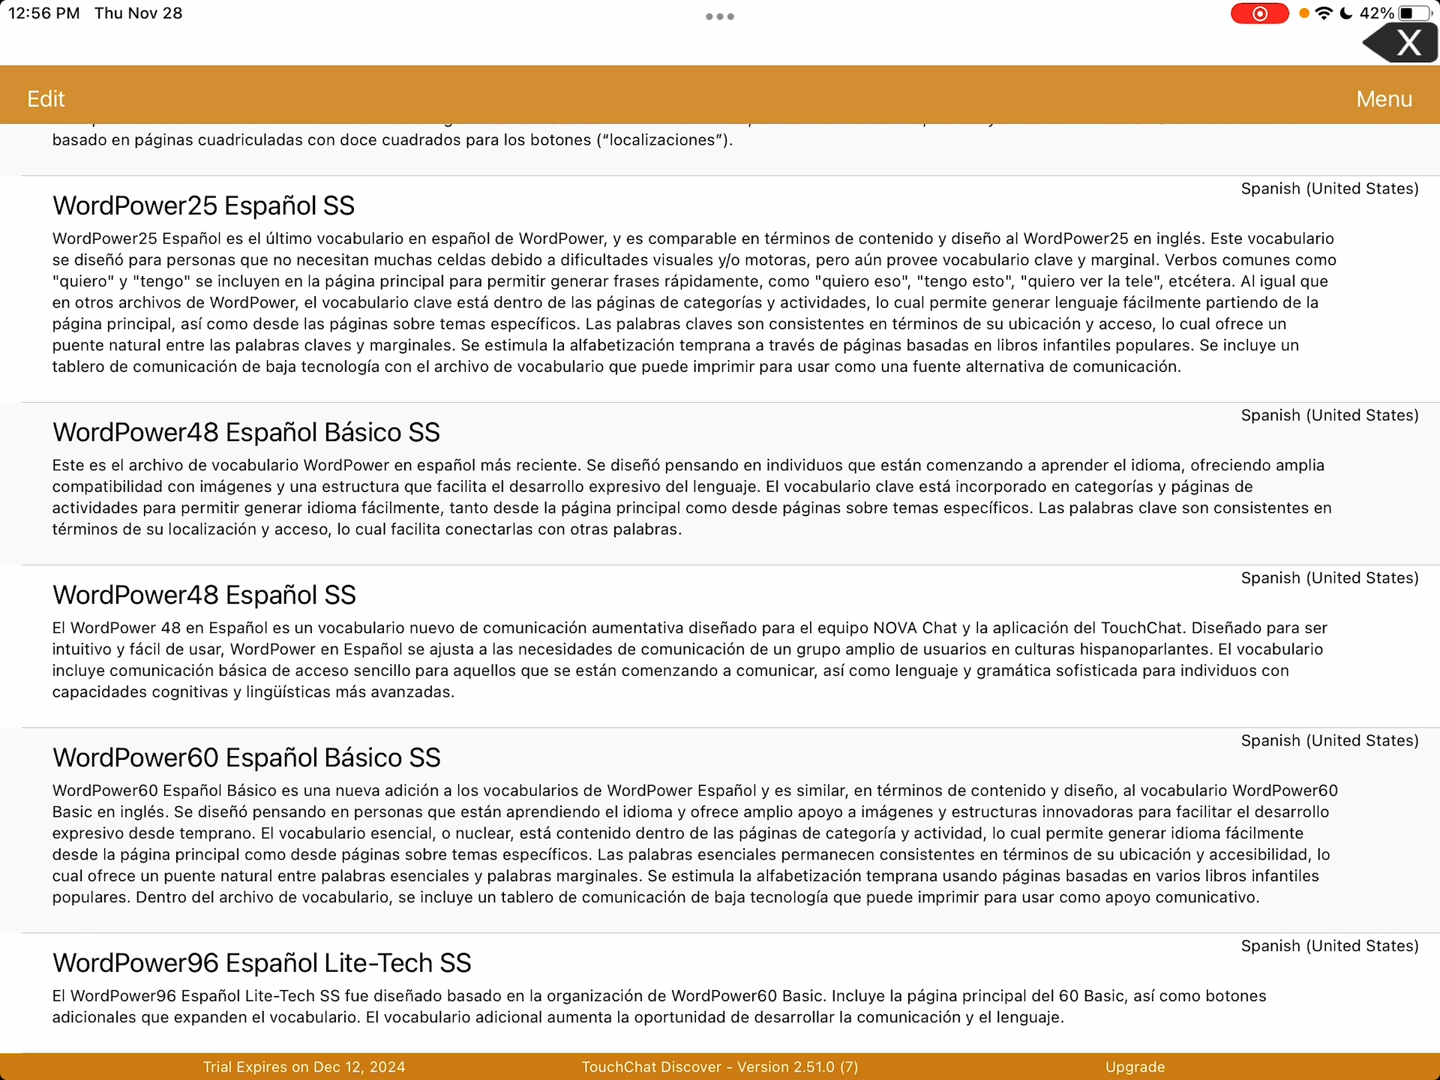 12:56 PM Thu Nov 28
42%
X
Edit
Menu
basado en páginas cuadriculadas con doce cuadrados para los botones (“localizaciones”).
Spanish (United States)
WordPower25 Español SS
WordPower25 Español es el último vocabulario en español de WordPower, y es comparable en términos de contenido y diseño al WordPower25 en inglés. Este vocabulario
se diseñó para personas que no necesitan muchas celdas debido a dificultades visuales y/o motoras, pero aún provee vocabulario clave y marginal. Verbos comunes como
"quiero" y "tengo" se incluyen en la página principal para permitir generar frases rápidamente, como "quiero eso", "tengo esto", "quiero ver la tele", etcétera. Al igual que
en otros archivos de WordPower, el vocabulario clave está dentro de las páginas de categorías y actividades, lo cual permite generar lenguaje fácilmente partiendo de la
página principal, así como desde las páginas sobre temas específicos. Las palabras claves son consistentes en términos de su ubicación y acceso, lo cual ofrece un
puente natural entre las palabras claves y marginales. Se estimula la alfabetización temprana a través de páginas basadas en libros infantiles populares. Se incluye un
tablero de comunicación de baja tecnología con el archivo de vocabulario que puede imprimir para usar como una fuente alternativa de comunicación.
Spanish (United States)
WordPower48 Español Básico SS
Este es el archivo de vocabulario WordPower en español más reciente. Se diseñó pensando en individuos que están comenzando a aprender el idioma, ofreciendo amplia
compatibilidad con imágenes y una estructura que facilita el desarrollo expresivo del lenguaje. El vocabulario clave está incorporado en categorías y páginas de
actividades para permitir generar idioma fácilmente, tanto desde la página principal como desde páginas sobre temas específicos. Las palabras clave son consistentes en
términos de su localización y acceso, lo cual facilita conectarlas con otras palabras.
Spanish (United States)
WordPower48 Español SS
El WordPower 48 en Español es un vocabulario nuevo de comunicación aumentativa diseñado para el equipo NOVA Chat y la aplicación del TouchChat. Diseñado para ser
intuitivo y fácil de usar, WordPower en Español se ajusta a las necesidades de comunicación de un grupo amplio de usuarios en culturas hispanoparlantes. El vocabulario
incluye comunicación básica de acceso sencillo para aquellos que se están comenzando a comunicar, así como lenguaje y gramática sofisticada para individuos con
capacidades cognitivas y lingüísticas más avanzadas.
Spanish (United States)
WordPower60 Español Básico SS
WordPower60 Español Básico es una nueva adición a los vocabularios de WordPower Español y es similar, en términos de contenido y diseño, al vocabulario WordPower60
Basic en inglés. Se diseñó pensando en personas que están aprendiendo el idioma y ofrece amplio apoyo a imágenes y estructuras innovadoras para facilitar el desarrollo
expresivo desde temprano. El vocabulario esencial, o nuclear, está contenido dentro de las páginas de categoría y actividad, lo cual permite generar idioma fácilmente
desde la página principal como desde páginas sobre temas específicos. Las palabras esenciales permanecen consistentes en términos de su ubicación y accesibilidad, lo
cual ofrece un puente natural entre palabras esenciales y palabras marginales. Se estimula la alfabetización temprana usando páginas basadas en varios libros infantiles
populares. Dentro del archivo de vocabulario, se incluye un tablero de comunicación de baja tecnología que puede imprimir para usar como apoyo comunicativo.
Spanish (United States)
WordPower96 Español Lite-Tech SS
El WordPower96 Español Lite-Tech SS fue diseñado basado en la organización de WordPower60 Basic. Incluye la página principal del 60 Basic, así como botones
adicionales que expanden el vocabulario. El vocabulario adicional aumenta la oportunidad de desarrollar la comunicación y el lenguaje.
Trial Expires on Dec 12, 2024
TouchChat Discover - Version 2.51.0 (7)
Upgrade